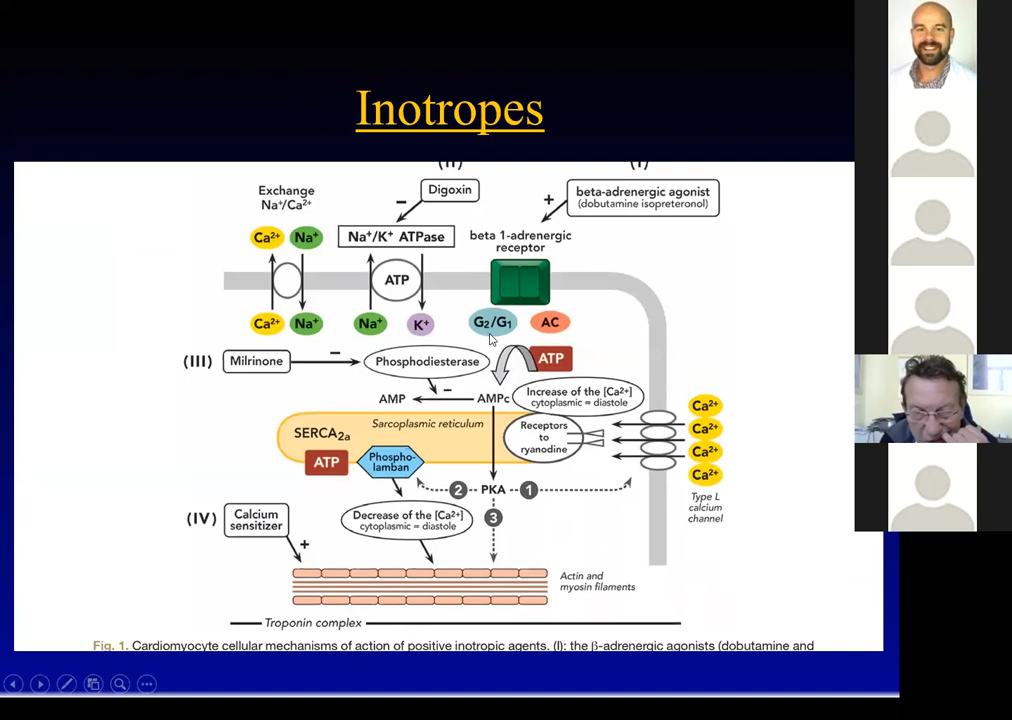 Inotropes
(II)
(I)
Exchange
Na⁺/Ca²⁺
Digoxin
beta-adrenergic agonist
(dobutamine isopreteronol)
−
+
Ca²⁺
Na⁺
Na⁺/K⁺ ATPase
beta 1-adrenergic
receptor
ATP
Ca²⁺
Na⁺
Na⁺
K⁺
G₂/G₁
AC
(III)
Milrinone
−
Phosphodiesterase
ATP
−
AMP
AMPc
Increase of the [Ca²⁺]
cytoplasmic = diastole
Ca²⁺
Ca²⁺
Ca²⁺
Ca²⁺
Sarcoplasmic reticulum
SERCA₂ₐ
Receptors
to
ryanodine
ATP
Phospho-
lamban
2
PKA
1
Type L
calcium
channel
(IV)
Calcium
sensitizer
Decrease of the [Ca²⁺]
cytoplasmic = diastole
3
+
Actin and
myosin filaments
Troponin complex
Fig. 1. Cardiomyocyte cellular mechanisms of action of positive inotropic agents. (I): the β-adrenergic agonists (dobutamine and